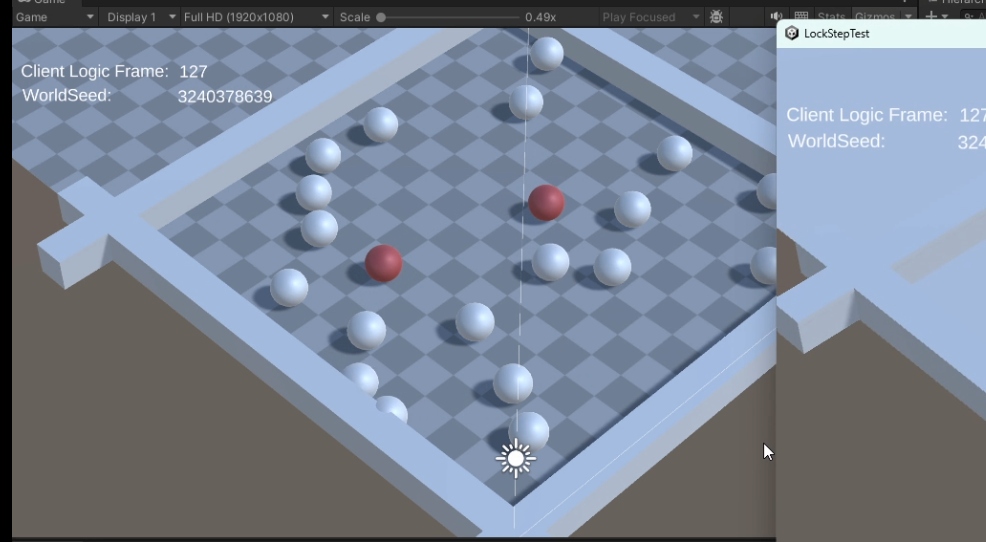 Game
Game Display 1 Full HD (1920x1080) Scale 0.49x Play Focused Stats Gizmos
LockStepTest
Client Logic Frame: 127
WorldSeed: 3240378639
Client Logic Frame: 127
WorldSeed: 324